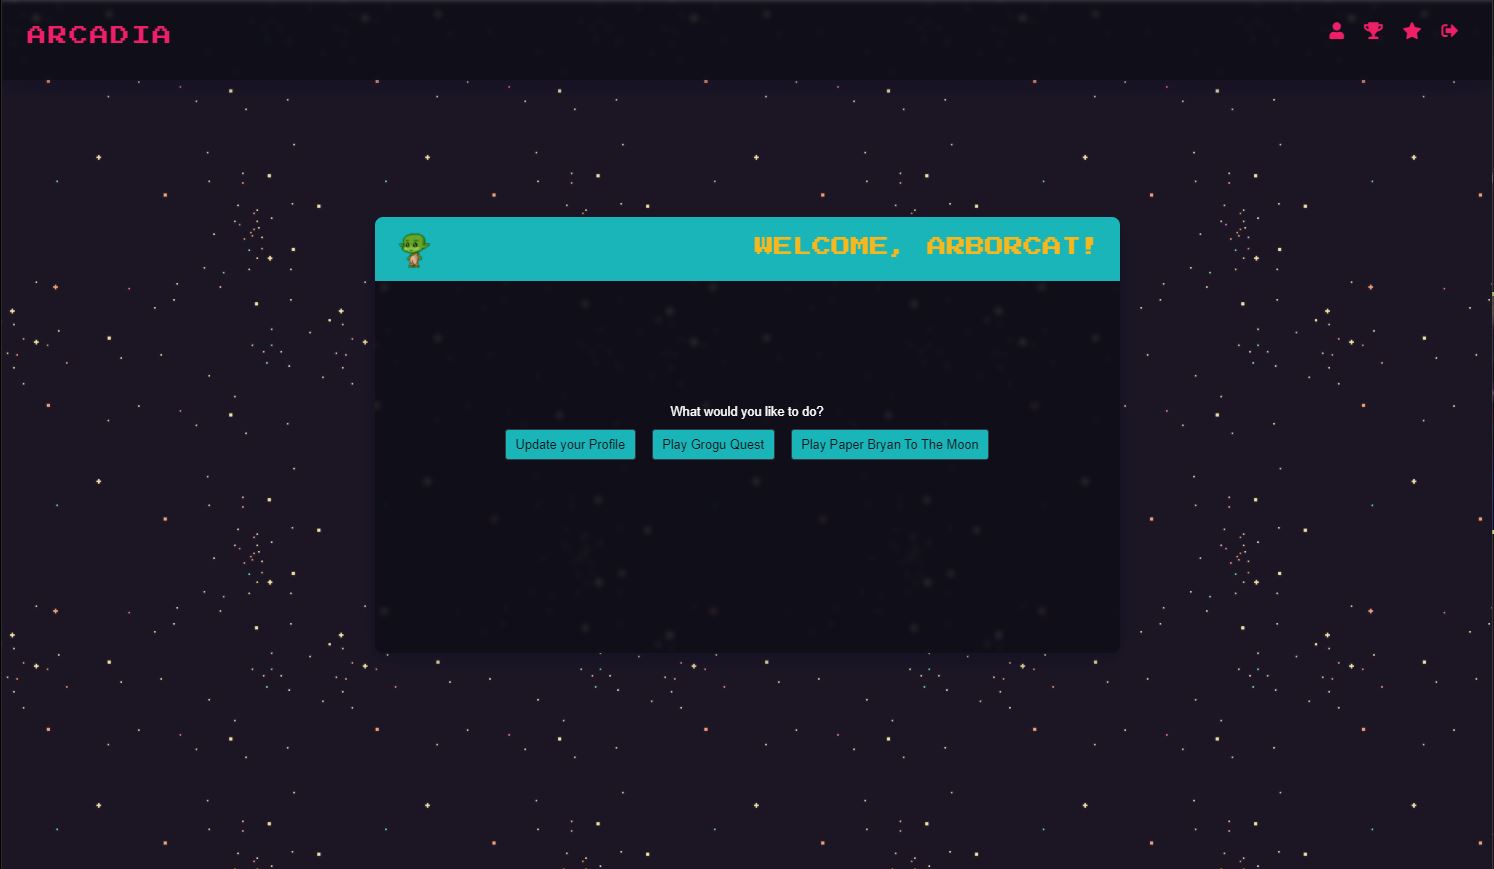 ARCADIA
WELCOME, ARBORCAT!
What would you like to do?
Update your Profile
Play Grogu Quest
Play Paper Bryan To The Moon